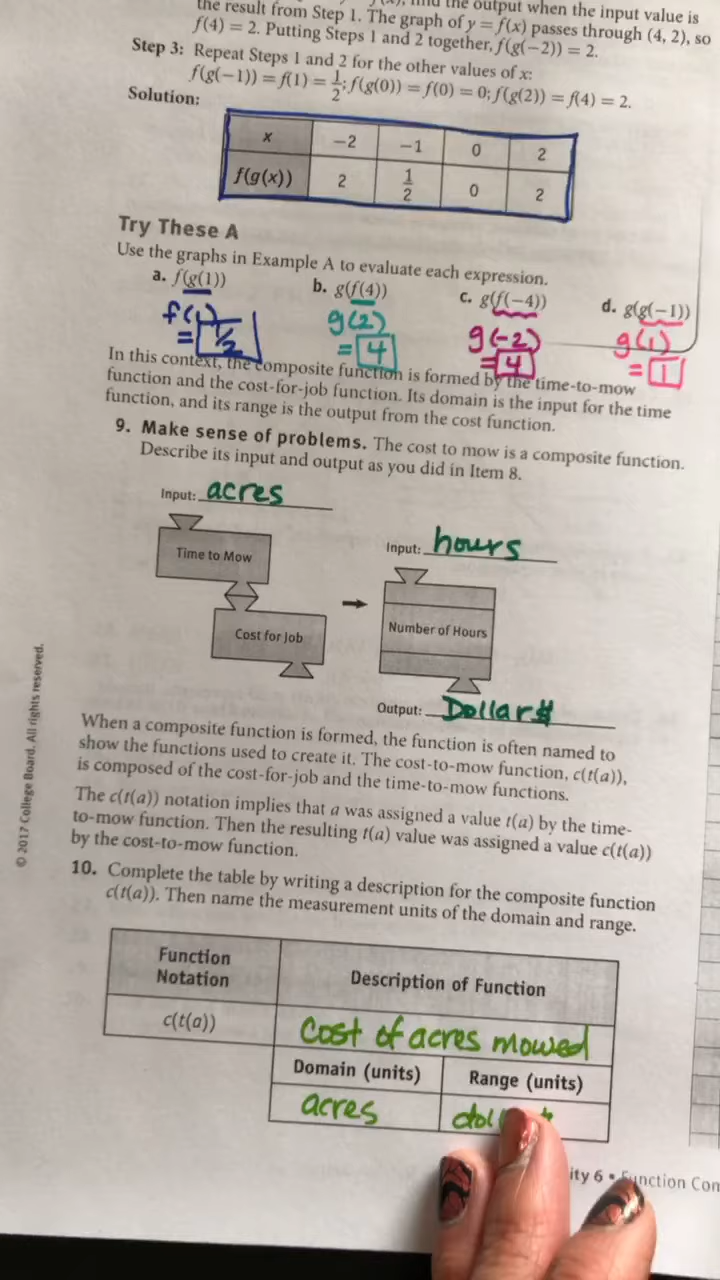 the output when the input value is
the result from Step 1. The graph of y = f(x) passes through (4, 2), so
f(4) = 2. Putting Steps 1 and 2 together, f(g(−2)) = 2.
Step 3: Repeat Steps 1 and 2 for the other values of x:
f(g(−1)) = f(1) = 1/2; f(g(0)) = f(0) = 0; f(g(2)) = f(4) = 2.
Solution:
x −2 −1 0 2
f(g(x)) 2 1/2 0 2
Try These A
Use the graphs in Example A to evaluate each expression.
a. f(g(1)) b. g(f(4)) c. g(f(−4)) d. g(g(−1))
f(1) g(2) g(-2) g(1)
= 1/2 = 4 = 4 = 1
In this context, the composite function is formed by the time-to-mow
function and the cost-for-job function. Its domain is the input for the time
function, and its range is the output from the cost function.
9. Make sense of problems. The cost to mow is a composite function.
Describe its input and output as you did in Item 8.
Input: acres
Time to Mow
Cost for Job
Input: hours
Number of Hours
Output: Dollar$
When a composite function is formed, the function is often named to
show the functions used to create it. The cost-to-mow function, c(t(a)),
is composed of the cost-for-job and the time-to-mow functions.
The c(t(a)) notation implies that a was assigned a value t(a) by the time-
to-mow function. Then the resulting t(a) value was assigned a value c(t(a))
by the cost-to-mow function.
10. Complete the table by writing a description for the composite function
c(t(a)). Then name the measurement units of the domain and range.
Function
Notation
Description of Function
c(t(a))
Cost of acres mowed
Domain (units) Range (units)
acres
ity 6 • Function Com
© 2017 College Board. All rights reserved.